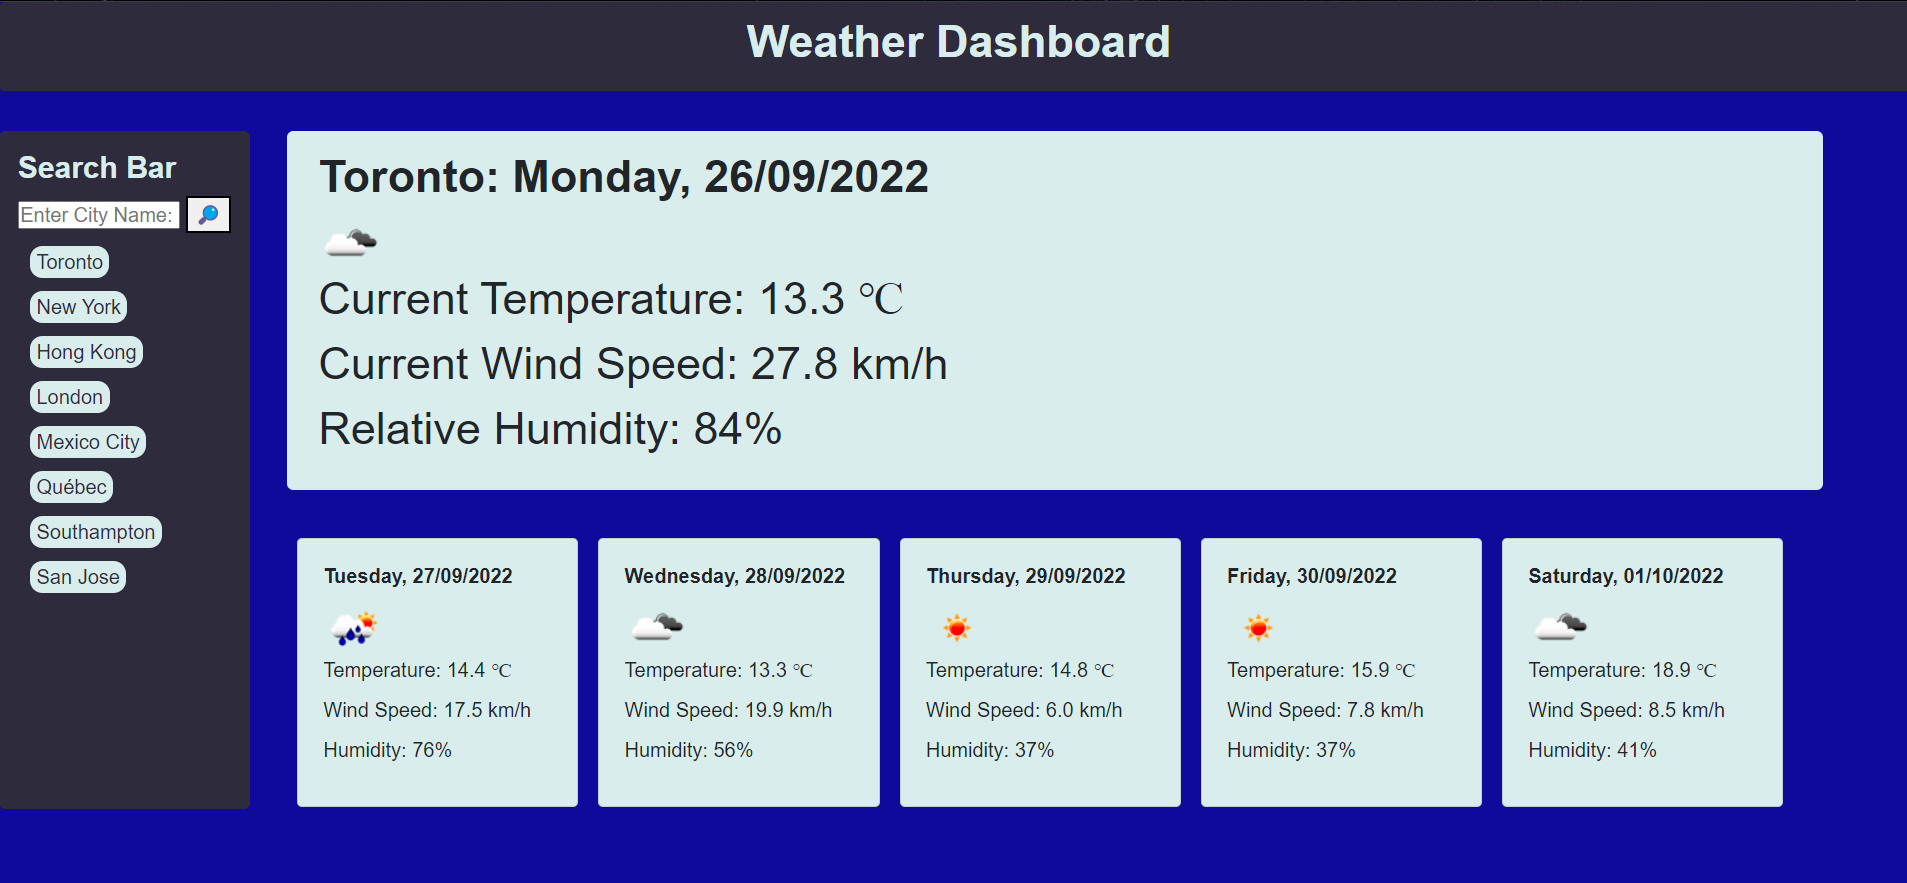 Weather Dashboard
Search Bar
Enter City Name:
Toronto
New York
Hong Kong
London
Mexico City
Québec
Southampton
San Jose
Toronto: Monday, 26/09/2022
Current Temperature: 13.3 ℃
Current Wind Speed: 27.8 km/h
Relative Humidity: 84%
Tuesday, 27/09/2022
Temperature: 14.4 ℃
Wind Speed: 17.5 km/h
Humidity: 76%
Wednesday, 28/09/2022
Temperature: 13.3 ℃
Wind Speed: 19.9 km/h
Humidity: 56%
Thursday, 29/09/2022
Temperature: 14.8 ℃
Wind Speed: 6.0 km/h
Humidity: 37%
Friday, 30/09/2022
Temperature: 15.9 ℃
Wind Speed: 7.8 km/h
Humidity: 37%
Saturday, 01/10/2022
Temperature: 18.9 ℃
Wind Speed: 8.5 km/h
Humidity: 41%